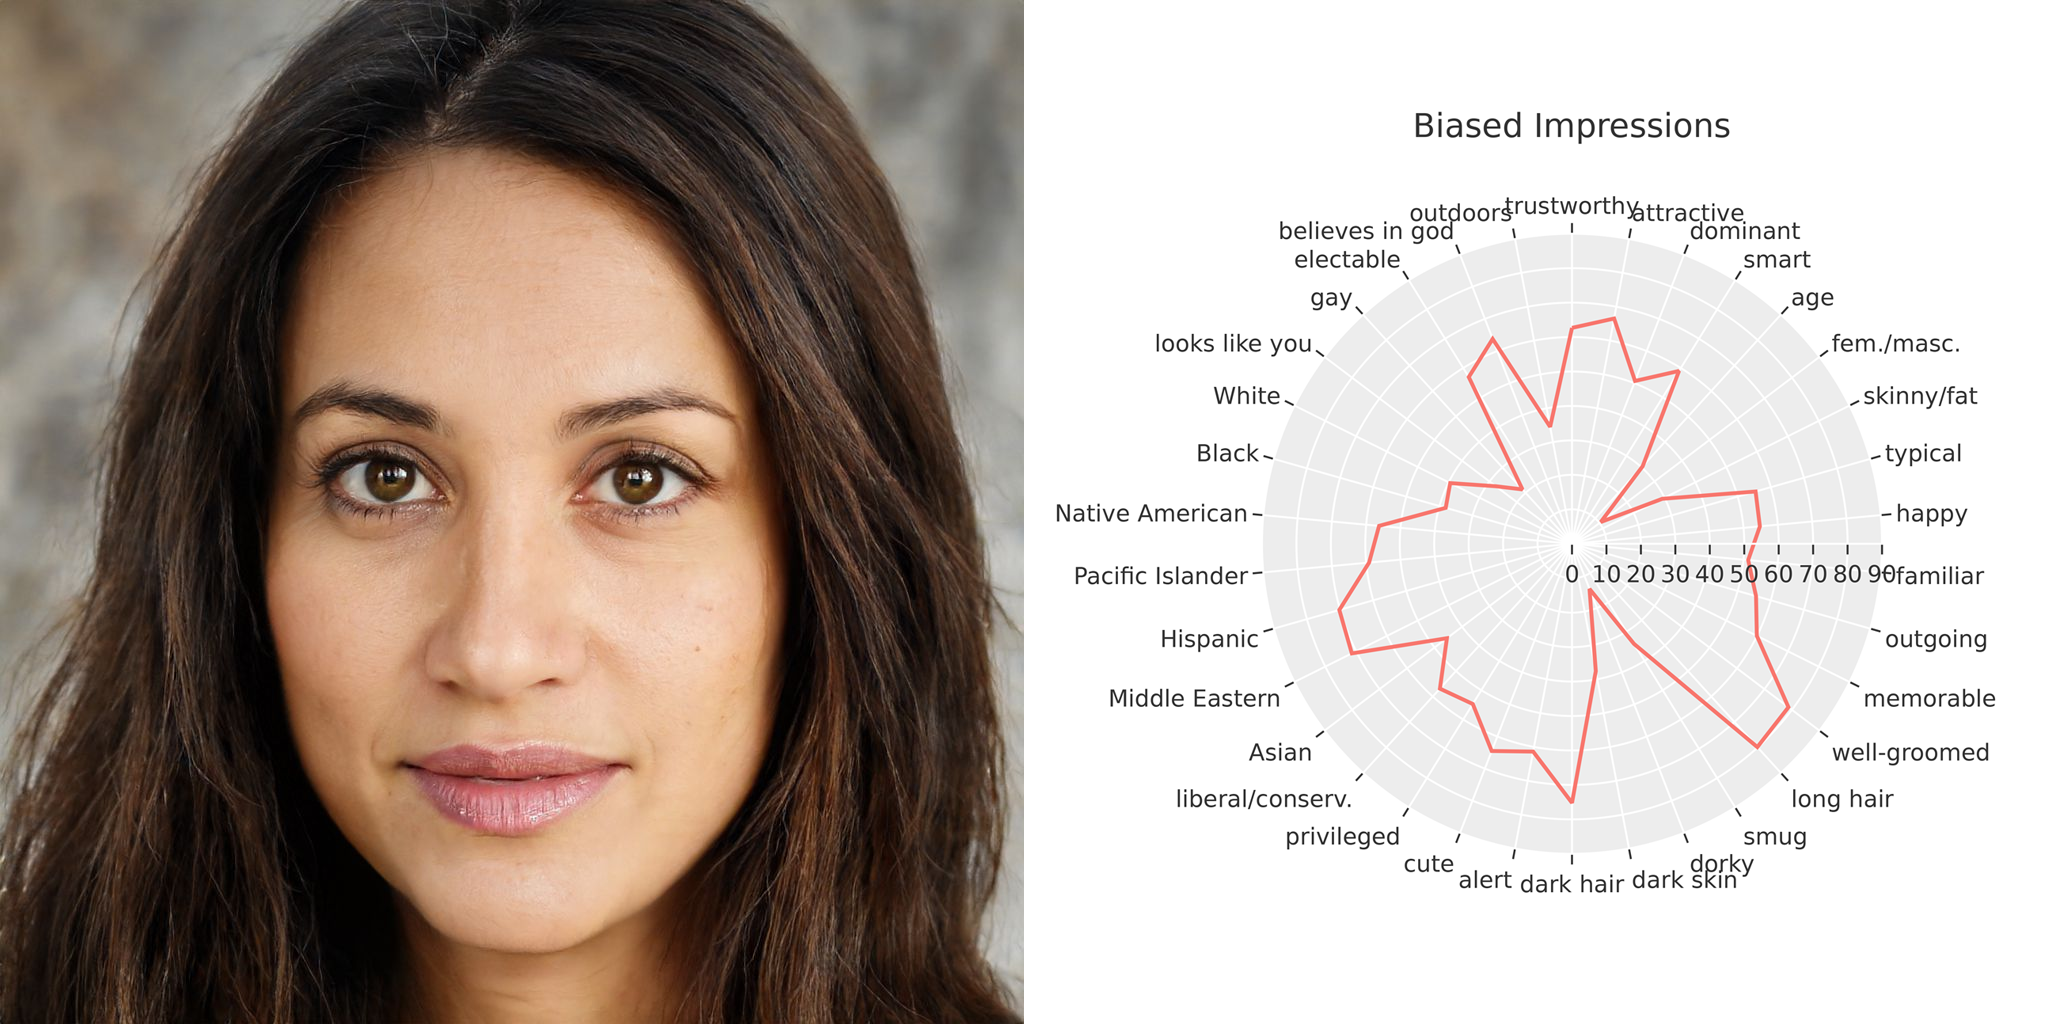 Biased Impressions
trustworthy
attractive
dominant
smart
age
fem./masc.
skinny/fat
typical
happy
familiar
outgoing
memorable
well-groomed
long hair
smug
dorky
dark skin
dark hair
alert
cute
privileged
liberal/conserv.
Asian
Middle Eastern
Hispanic
Pacific Islander
Native American
Black
White
looks like you
gay
electable
believes in god
outdoors
0 10 20 30 40 50 60 70 80 90